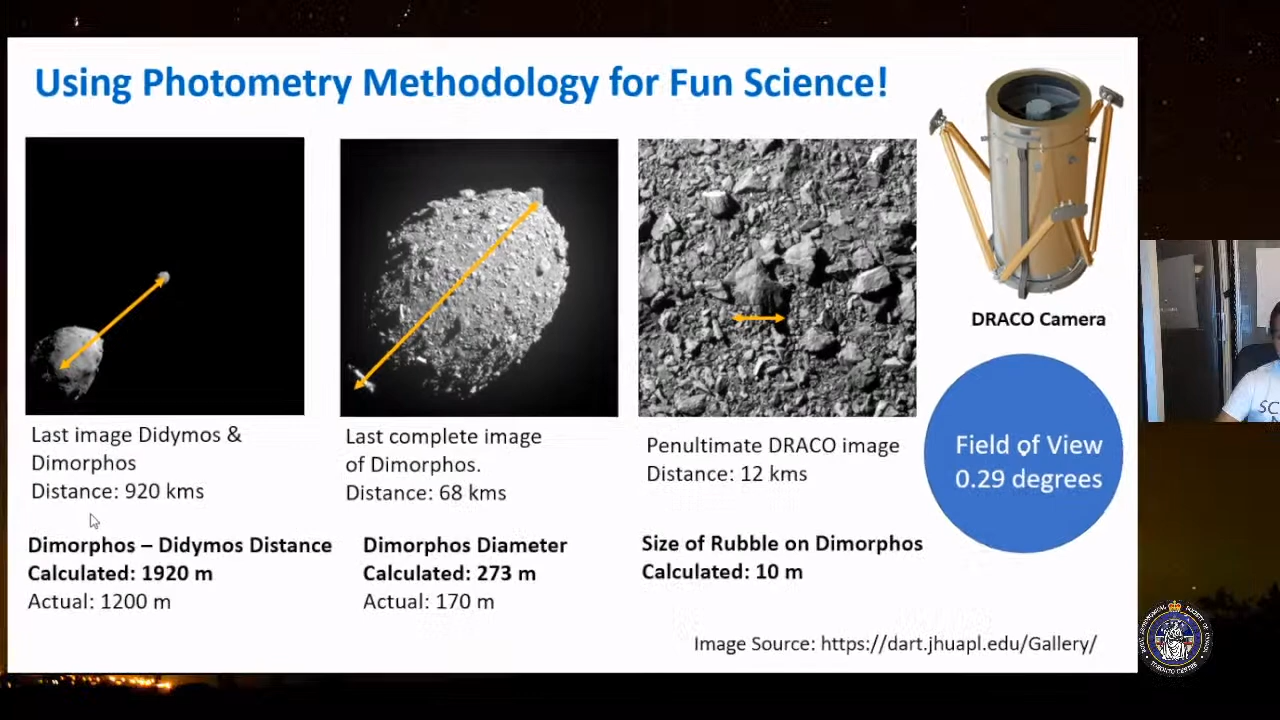 Using Photometry Methodology for Fun Science!
Last image Didymos &
Dimorphos
Distance: 920 kms
Dimorphos – Didymos Distance
Calculated: 1920 m
Actual: 1200 m
Last complete image
of Dimorphos.
Distance: 68 kms
Dimorphos Diameter
Calculated: 273 m
Actual: 170 m
Penultimate DRACO image
Distance: 12 kms
Size of Rubble on Dimorphos
Calculated: 10 m
DRACO Camera
Field of View
0.29 degrees
Image Source: https://dart.jhuapl.edu/Gallery/
TORONTO CENTRE